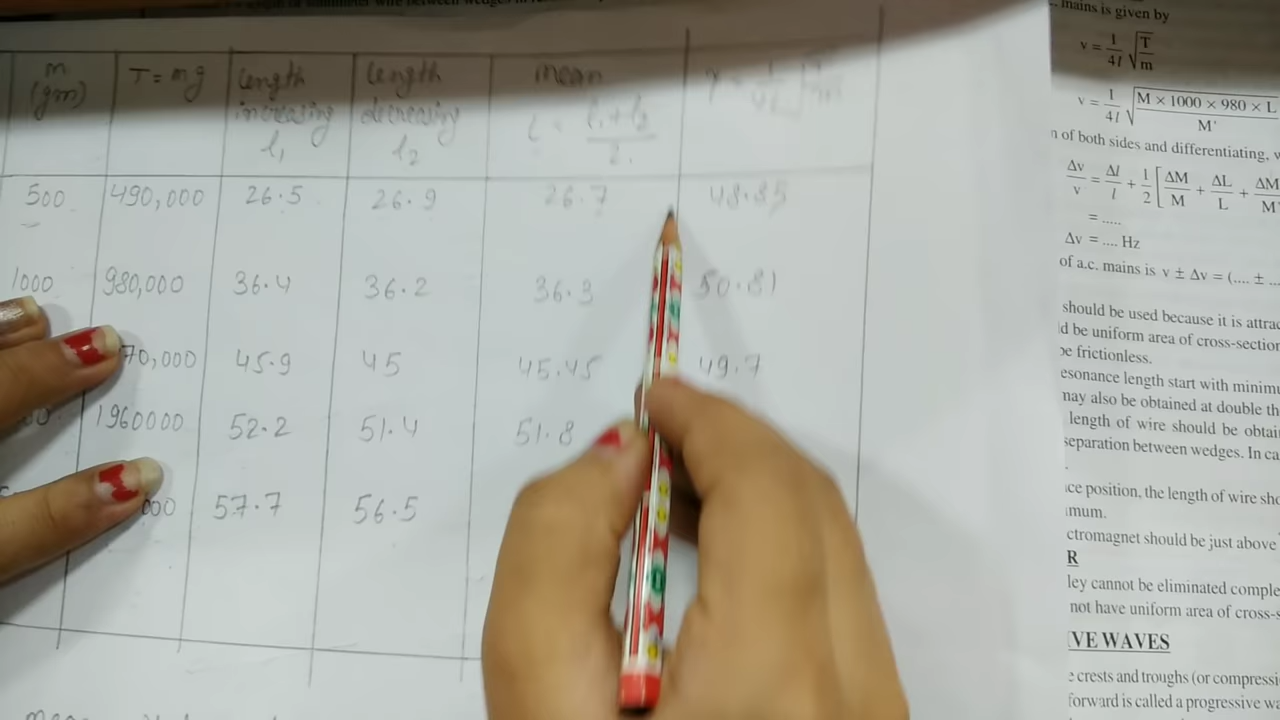 m T = mg length length mean
(gm) increasing decreasing l = l1+l2
l1 l2 2
500 490,000 26.5 26.9 26.7 48.85
1000 980,000 36.4 36.2 36.3 50.81
70,000 45.9 45 45.45 49.7
1960000 52.2 51.4 51.8
000 57.7 56.5
mains is given by
v = 1/4l √T/m
v = 1/4l √M × 1000 × 980 × L/M'
of both sides and differentiating,
Δv/v = Δl/l + 1/2 [ΔM/M + ΔL/L + ΔM/M'
= .....
Δv = .... Hz
of a.c. mains is v ± Δv = (.... ±
should be used because it is attrac
d be uniform area of cross-section
be frictionless.
esonance length start with minimu
may also be obtained at double th
length of wire should be obtai
separation between wedges. In ca
ce position, the length of wire sho
mum.
ctromagnet should be just above
R
ley cannot be eliminated comple
not have uniform area of cross-s
VE WAVES
e crests and troughs (or compressi
forward is called a progressive wa